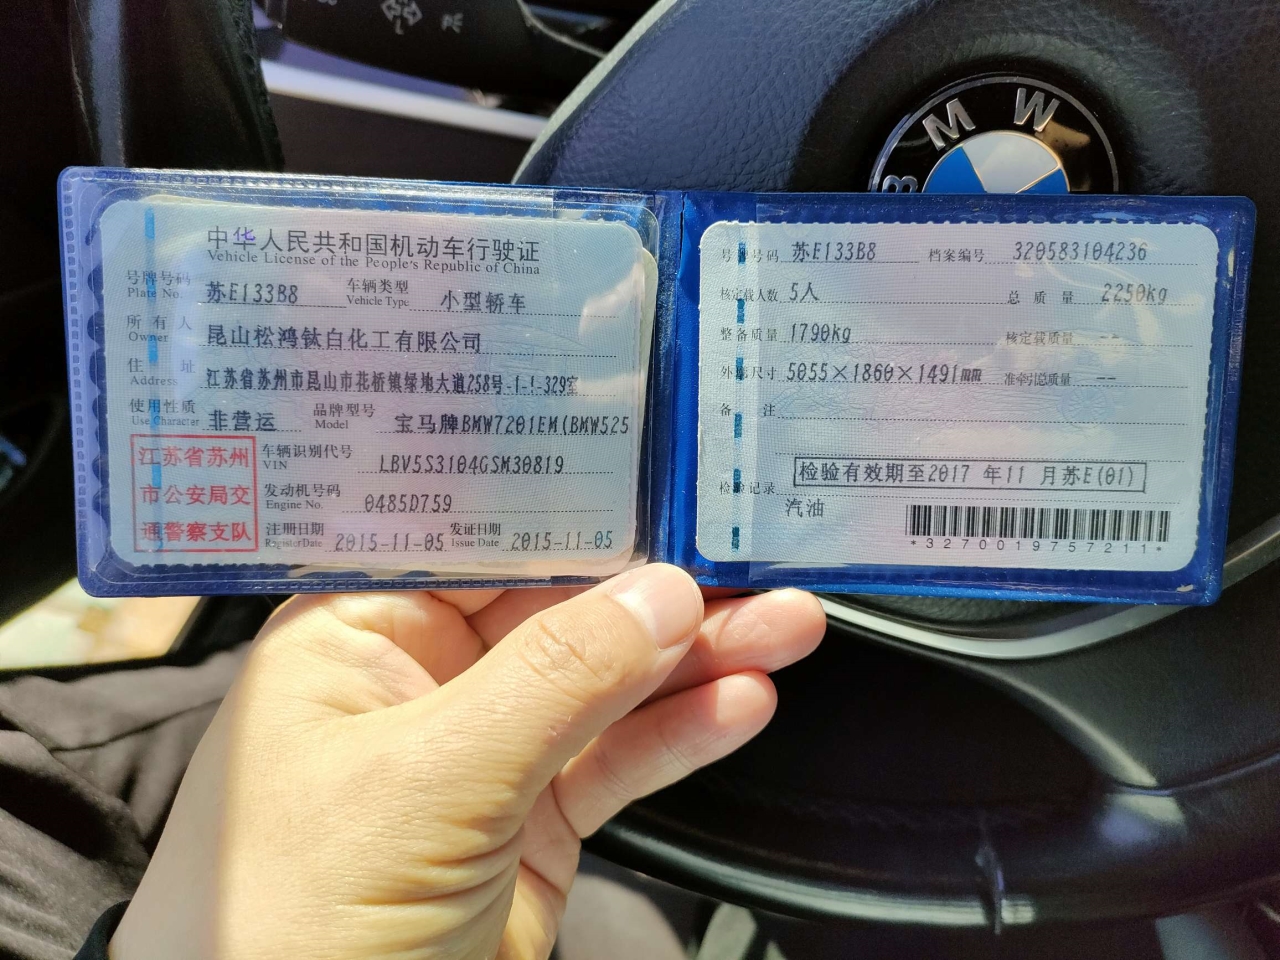 中华人民共和国机动车行驶证
Vehicle License of the People's Republic of China
号牌号码 苏E133B8 车辆类型 小型轿车
Plate No. Vehicle Type
所有人 昆山松鸿钛白化工有限公司
Owner
住址 江苏省苏州市昆山市花桥镇绿地大道258号-1-1-329室
Address
使用性质 非营运 品牌型号 宝马牌BMW7201EM(BMW525
Use Character Model
江苏省苏州
市公安局交
通警察支队
车辆识别代号 LBV5S3104GSM30819
VIN
发动机号码 0485D759
Engine No.
注册日期 2015-11-05 发证日期 2015-11-05
Register Date Issue Date
号牌号码 苏E133B8 档案编号 320583104236
核定载人数 5人 总质量 2250kg
整备质量 1790kg 核定载质量 --
外廓尺寸 5055×1860×1491mm 准牵引总质量 --
备注
检验有效期至2017 年11 月苏E(01)
检验记录
汽油
*3270019757211*
B M W